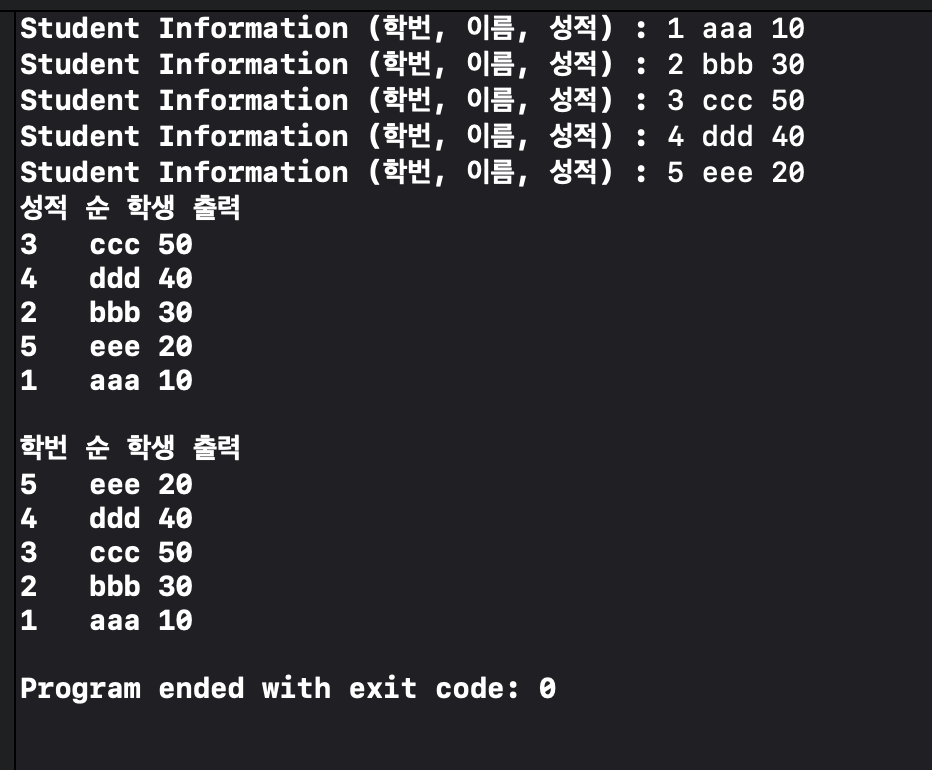 Student Information (학번, 이름, 성적) : 1 aaa 10
Student Information (학번, 이름, 성적) : 2 bbb 30
Student Information (학번, 이름, 성적) : 3 ccc 50
Student Information (학번, 이름, 성적) : 4 ddd 40
Student Information (학번, 이름, 성적) : 5 eee 20
성적 순 학생 출력
3   ccc 50
4   ddd 40
2   bbb 30
5   eee 20
1   aaa 10

학번 순 학생 출력
5   eee 20
4   ddd 40
3   ccc 50
2   bbb 30
1   aaa 10

Program ended with exit code: 0